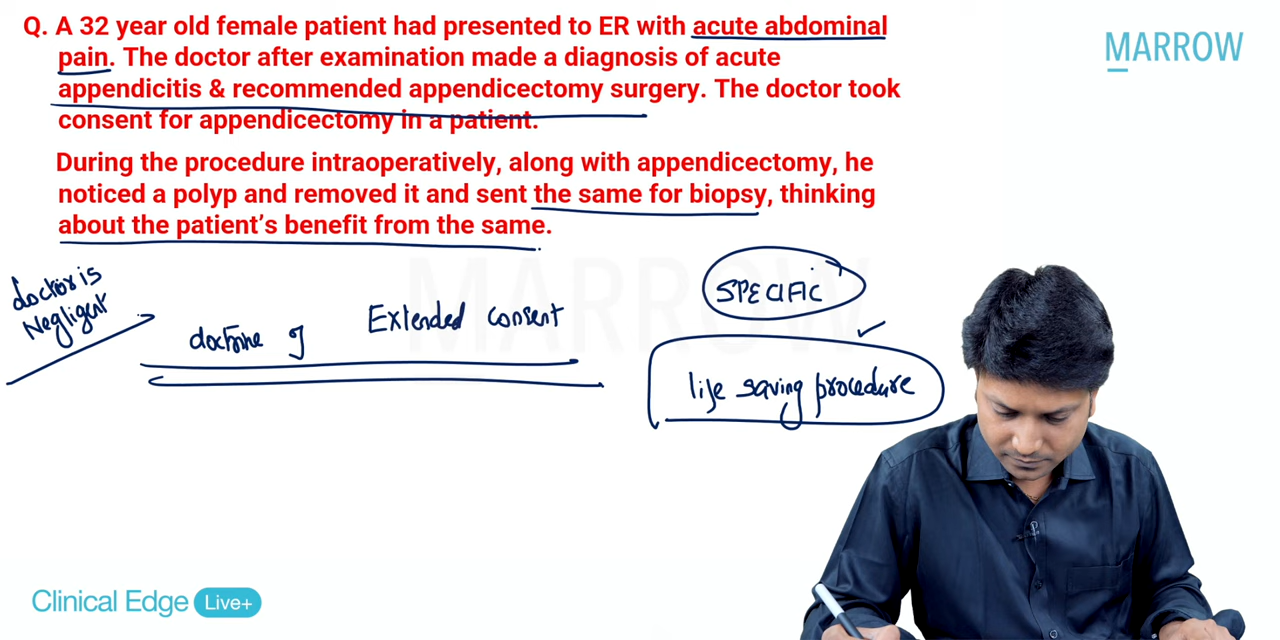 Q. A 32 year old female patient had presented to ER with acute abdominal
pain. The doctor after examination made a diagnosis of acute
appendicitis & recommended appendicectomy surgery. The doctor took
consent for appendicectomy in a patient.
During the procedure intraoperatively, along with appendicectomy, he
noticed a polyp and removed it and sent the same for biopsy, thinking
about the patient's benefit from the same.
MARROW
MARROW
doctor is
Negligent
doctrine of Extended consent
SPECIFIC
life saving procedure
Clinical Edge Live+